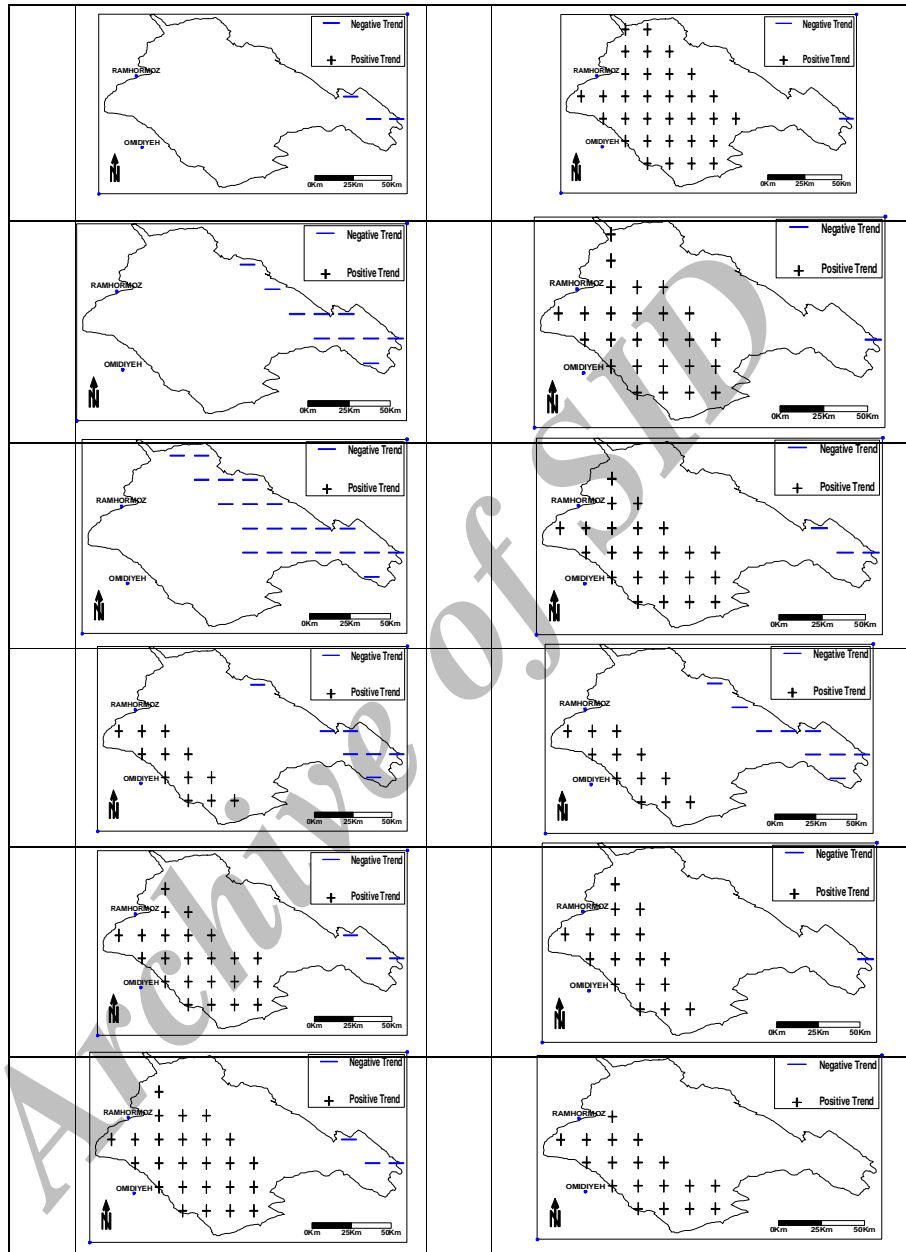 Negative Trend
Positive Trend
RAMHORMOZ
OMIDIYEH
N
0Km 25Km 50Km
Negative Trend
Positive Trend
RAMHORMOZ
OMIDIYEH
N
0Km 25Km 50Km
Negative Trend
Positive Trend
RAMHORMOZ
OMIDIYEH
N
0Km 25Km 50Km
Negative Trend
Positive Trend
RAMHORMOZ
OMIDIYEH
N
0Km 25Km 50Km
Negative Trend
Positive Trend
RAMHORMOZ
OMIDIYEH
N
0Km 25Km 50Km
Negative Trend
Positive Trend
RAMHORMOZ
OMIDIYEH
N
0Km 25Km 50Km
Negative Trend
Positive Trend
RAMHORMOZ
OMIDIYEH
N
0Km 25Km 50Km
Negative Trend
Positive Trend
RAMHORMOZ
OMIDIYEH
N
0Km 25Km 50Km
Negative Trend
Positive Trend
RAMHORMOZ
OMIDIYEH
N
0Km 25Km 50Km
Negative Trend
Positive Trend
RAMHORMOZ
OMIDIYEH
N
0Km 25Km 50Km
Negative Trend
Positive Trend
RAMHORMOZ
OMIDIYEH
N
0Km 25Km 50Km
Negative Trend
Positive Trend
RAMHORMOZ
OMIDIYEH
N
0Km 25Km 50Km
Archive of SID